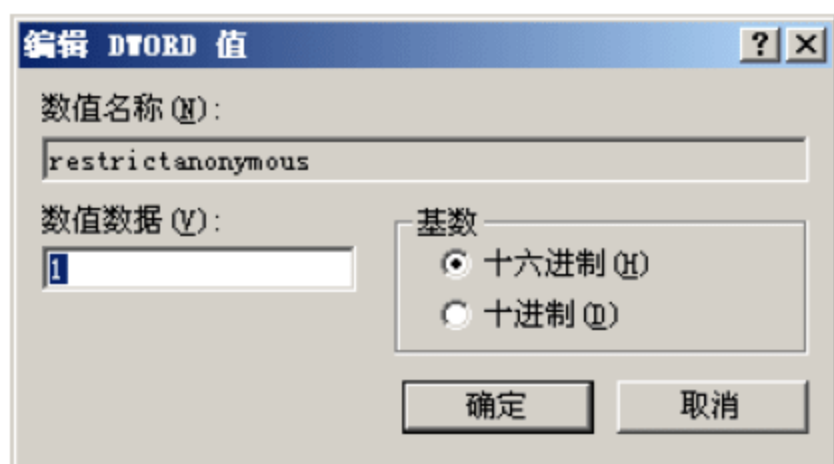 编辑 DWORD 值
数值名称(N):
restrictanonymous
数值数据(V):
1
基数
十六进制(H)
十进制(D)
确定
取消